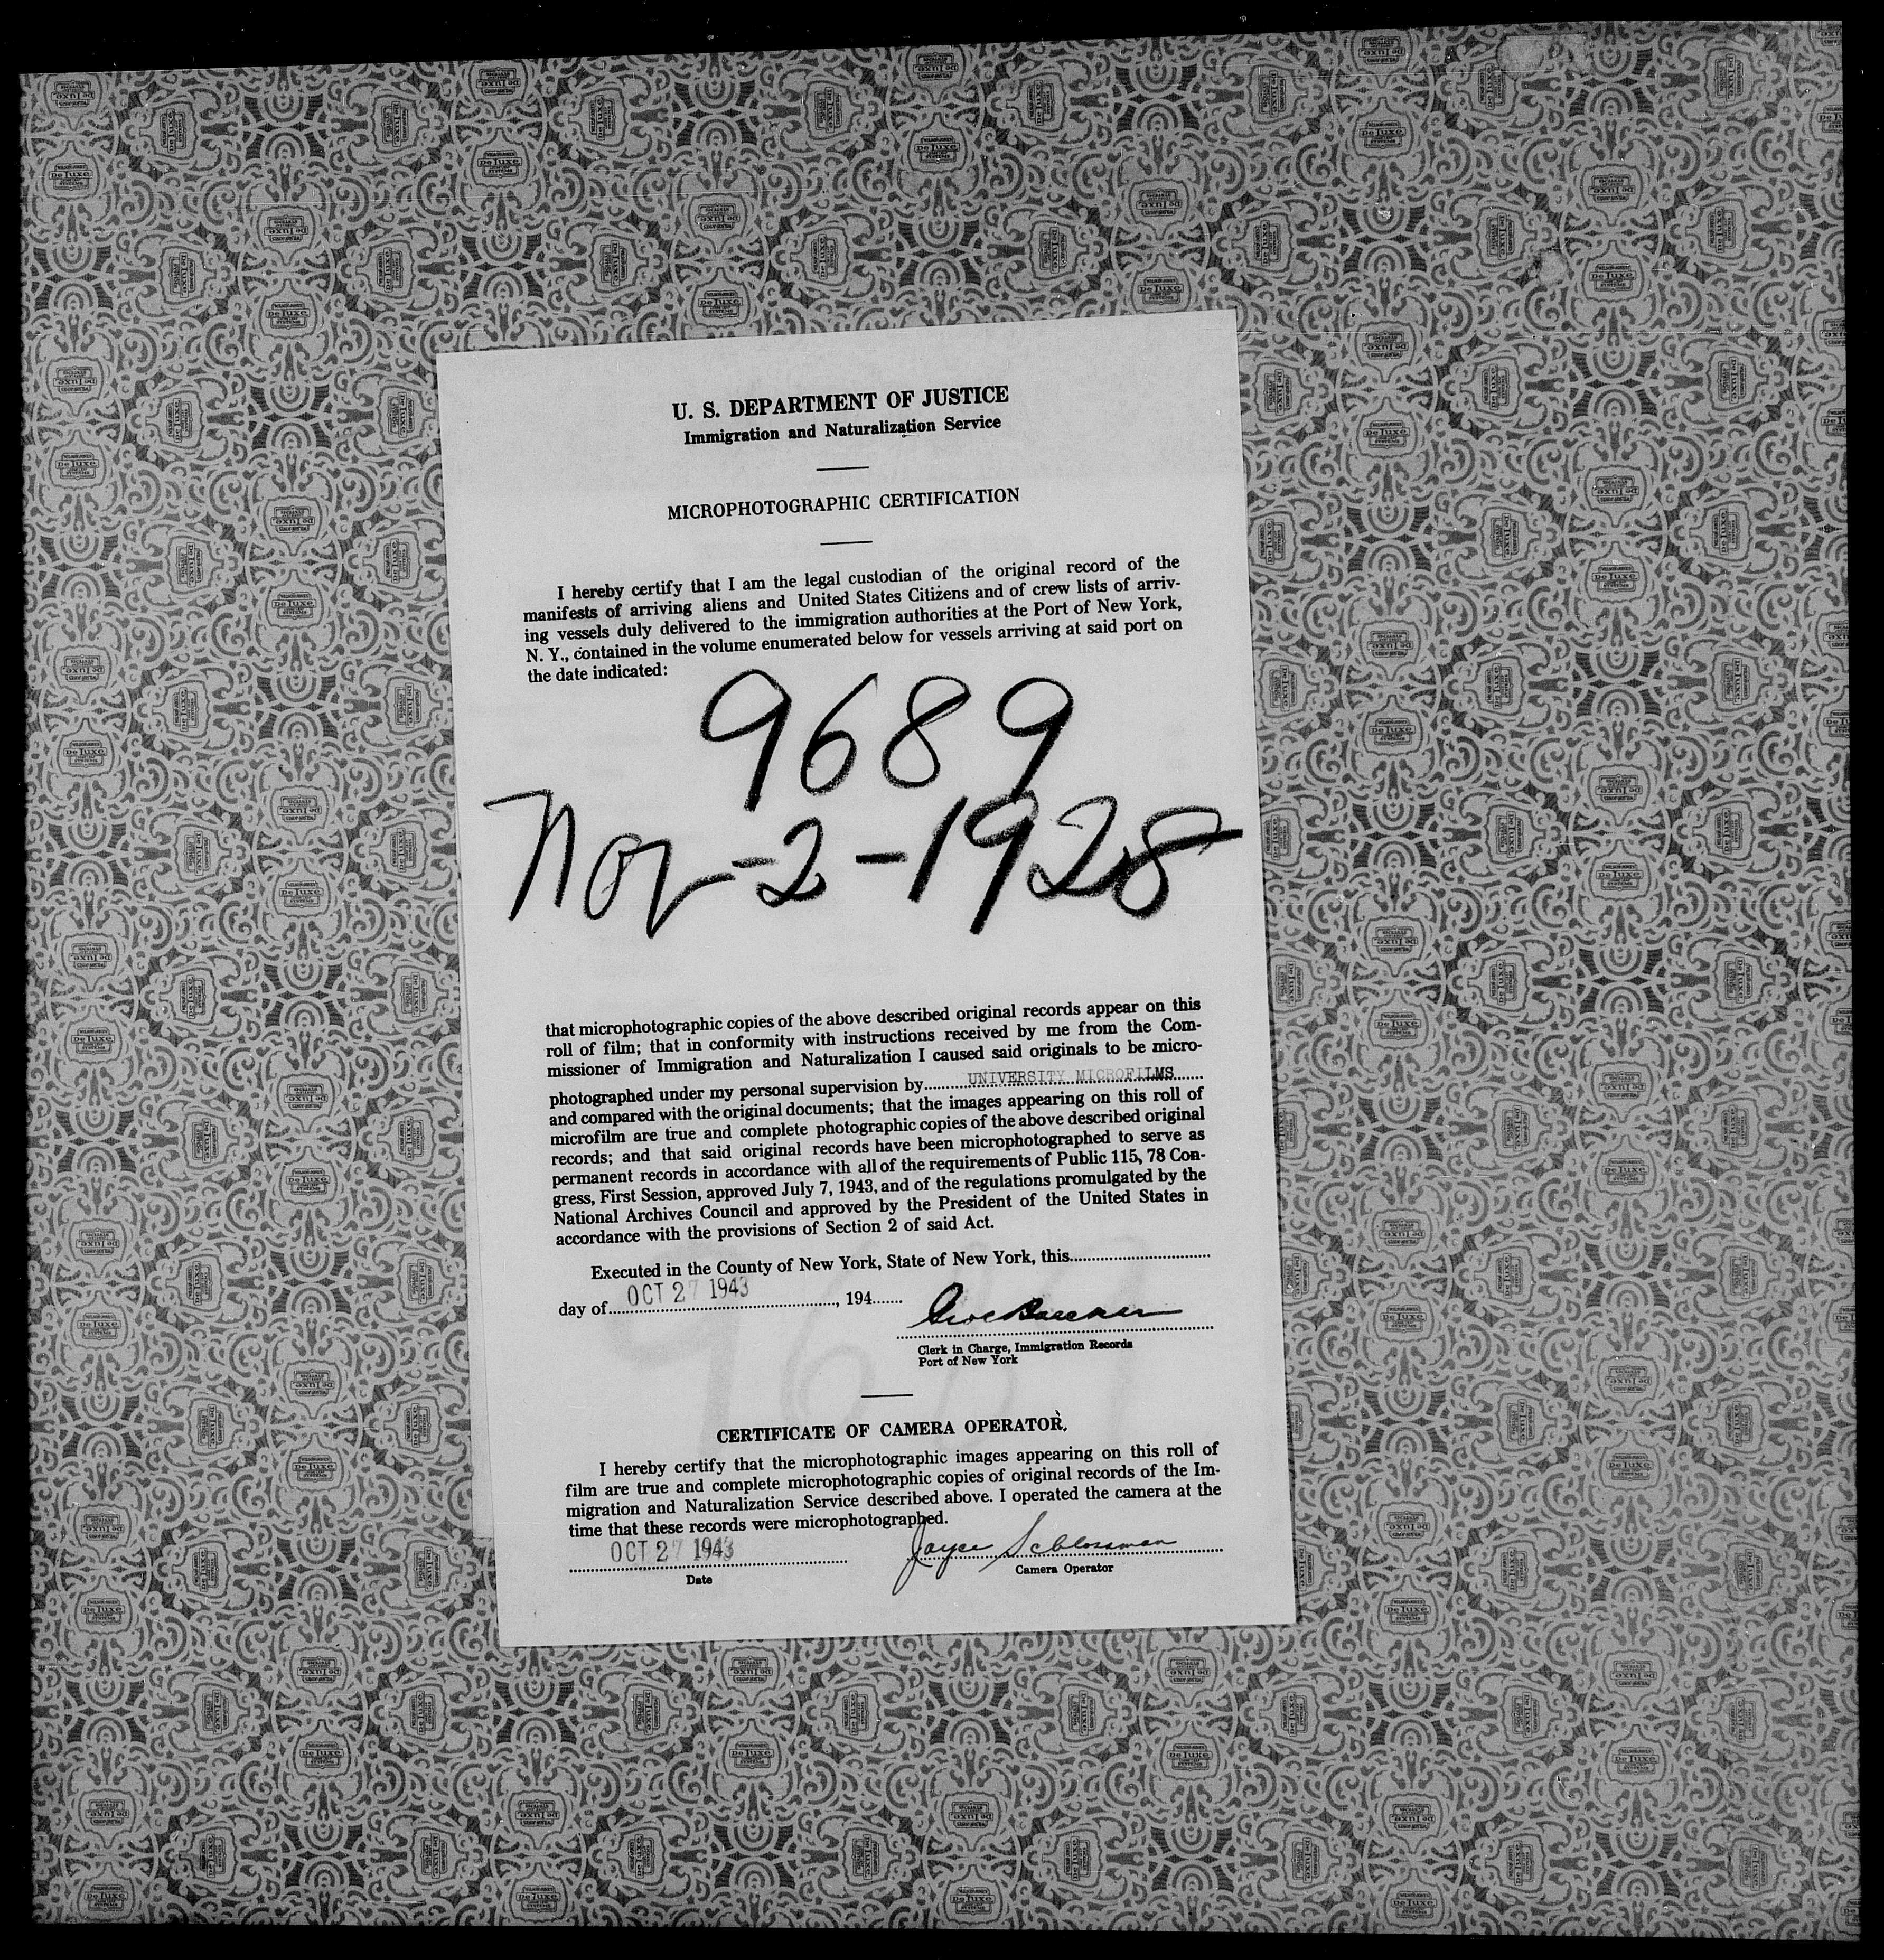 U. S. DEPARTMENT OF JUSTICE
Immigration and Naturalization Service
MICROPHOTOGRAPHIC CERTIFICATION
I hereby certify that I am the legal custodian of the original record of the
manifests of arriving aliens and United States Citizens and of crew lists of arriv-
ing vessels duly delivered to the immigration authorities at the Port of New York,
N. Y., contained in the volume enumerated below for vessels arriving at said port on
the date indicated:
9689
Nov-2-1928
that microphotographic copies of the above described original records appear on this
roll of film; that in conformity with instructions received by me from the Com-
missioner of Immigration and Naturalization I caused said originals to be micro-
photographed under my personal supervision by UNIVERSITY MICROFILMS
and compared with the original documents; that the images appearing on this roll of
microfilm are true and complete photographic copies of the above described original
records; and that said original records have been microphotographed to serve as
permanent records in accordance with all of the requirements of Public 115, 78 Con-
gress, First Session, approved July 7, 1943, and of the regulations promulgated by the
National Archives Council and approved by the President of the United States in
accordance with the provisions of Section 2 of said Act.
Executed in the County of New York, State of New York, this
day of OCT 27 1943, 194
Clerk in Charge, Immigration Records
Port of New York
CERTIFICATE OF CAMERA OPERATOR.
I hereby certify that the microphotographic images appearing on this roll of
film are true and complete microphotographic copies of original records of the Im-
migration and Naturalization Service described above. I operated the camera at the
time that these records were microphotographed.
OCT 27 1943 Joyce Schlossman
Date Camera Operator